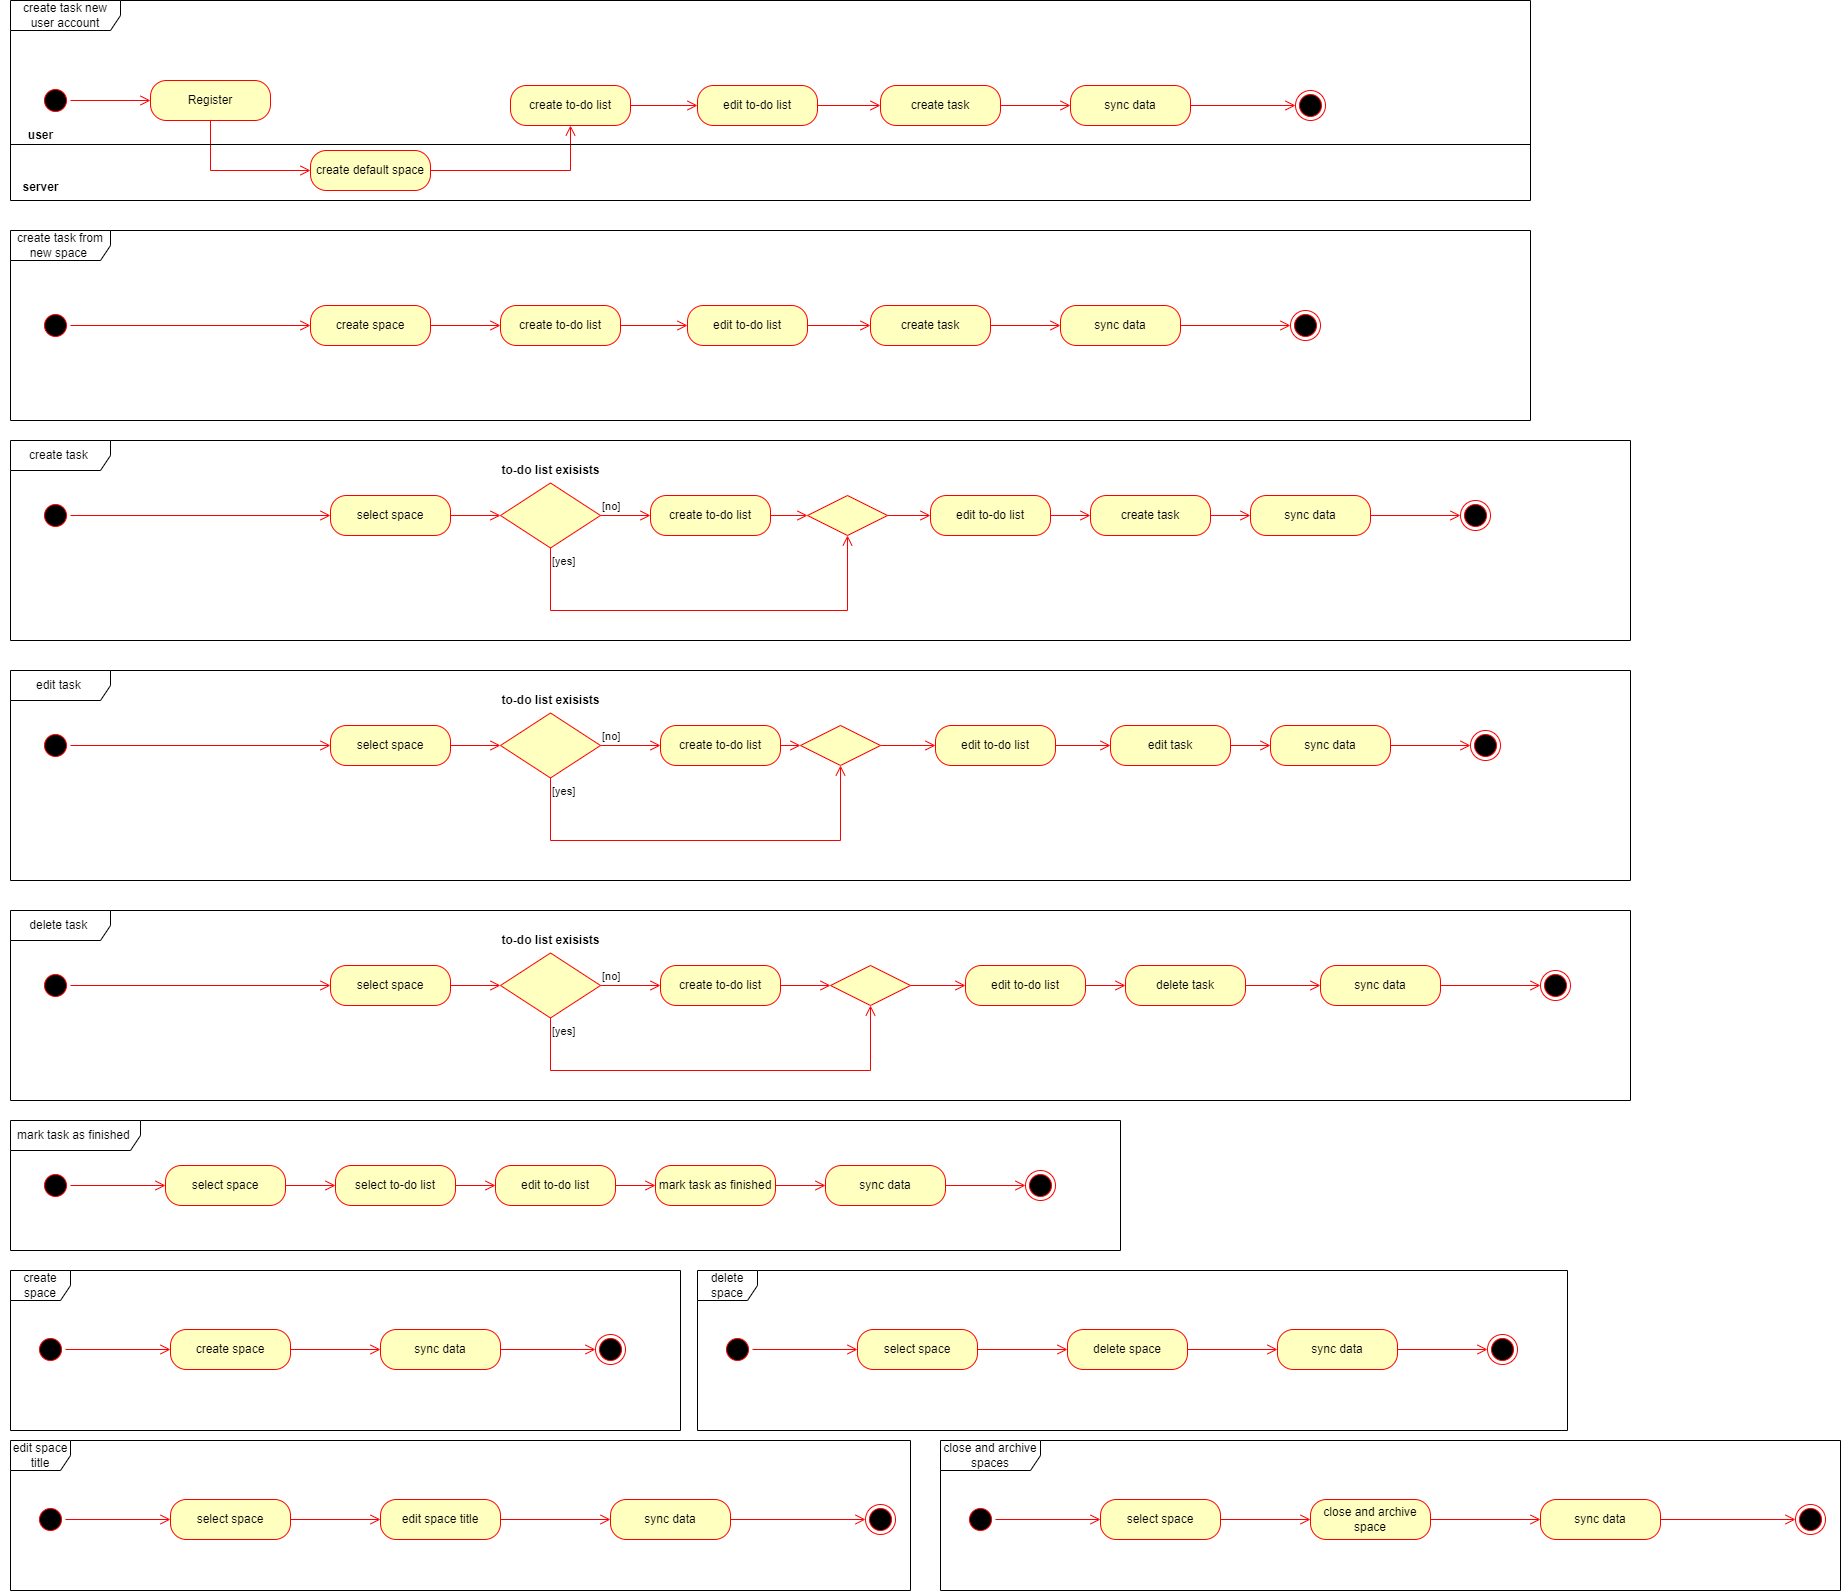 create task new
user account
Register
create to-do list
edit to-do list
create task
sync data
user
create default space
server
create task from
new space
create space
create to-do list
edit to-do list
create task
sync data
create task
to-do list exisists
select space
[no]
create to-do list
edit to-do list
create task
sync data
[yes]
edit task
to-do list exisists
select space
[no]
create to-do list
edit to-do list
edit task
sync data
[yes]
delete task
to-do list exisists
select space
[no]
create to-do list
edit to-do list
delete task
sync data
[yes]
mark task as finished
select space
select to-do list
edit to-do list
mark task as finished
sync data
create
space
create space
sync data
delete
space
select space
delete space
sync data
edit space
title
select space
edit space title
sync data
close and archive
spaces
select space
close and archive
space
sync data